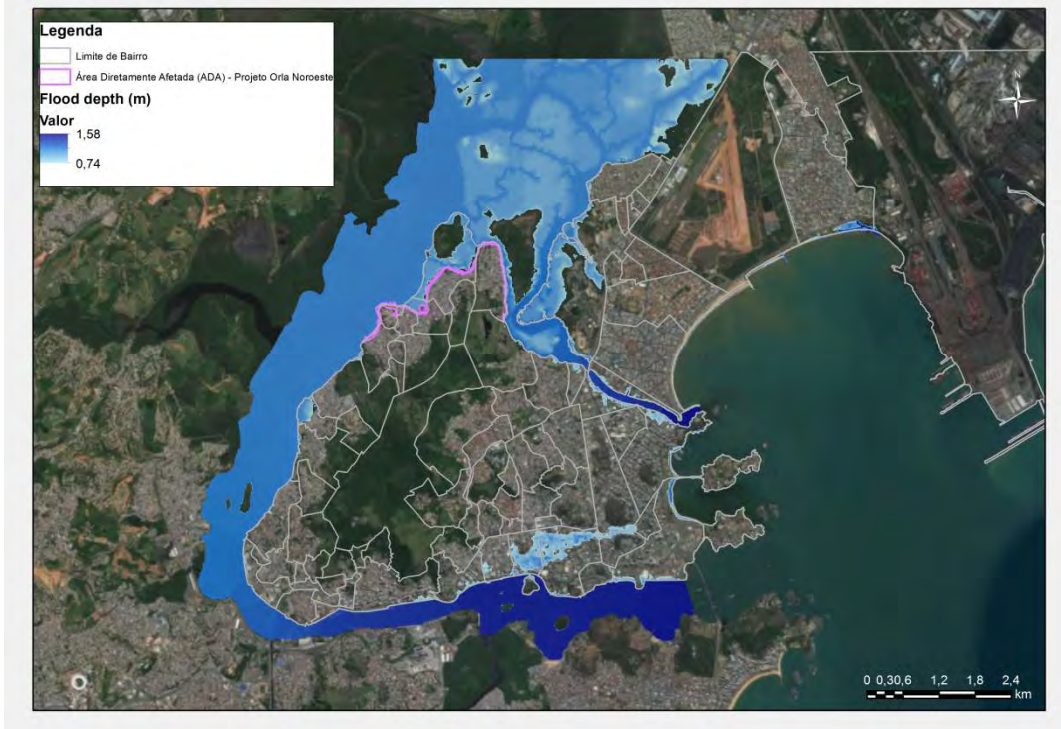 Legenda
Limite de Bairro
Área Diretamente Afetada (ADA) - Projeto Orla Noroeste
Flood depth (m)
Valor
1,58
0,74
N
0 0,30,6 1,2 1,8 2,4
km